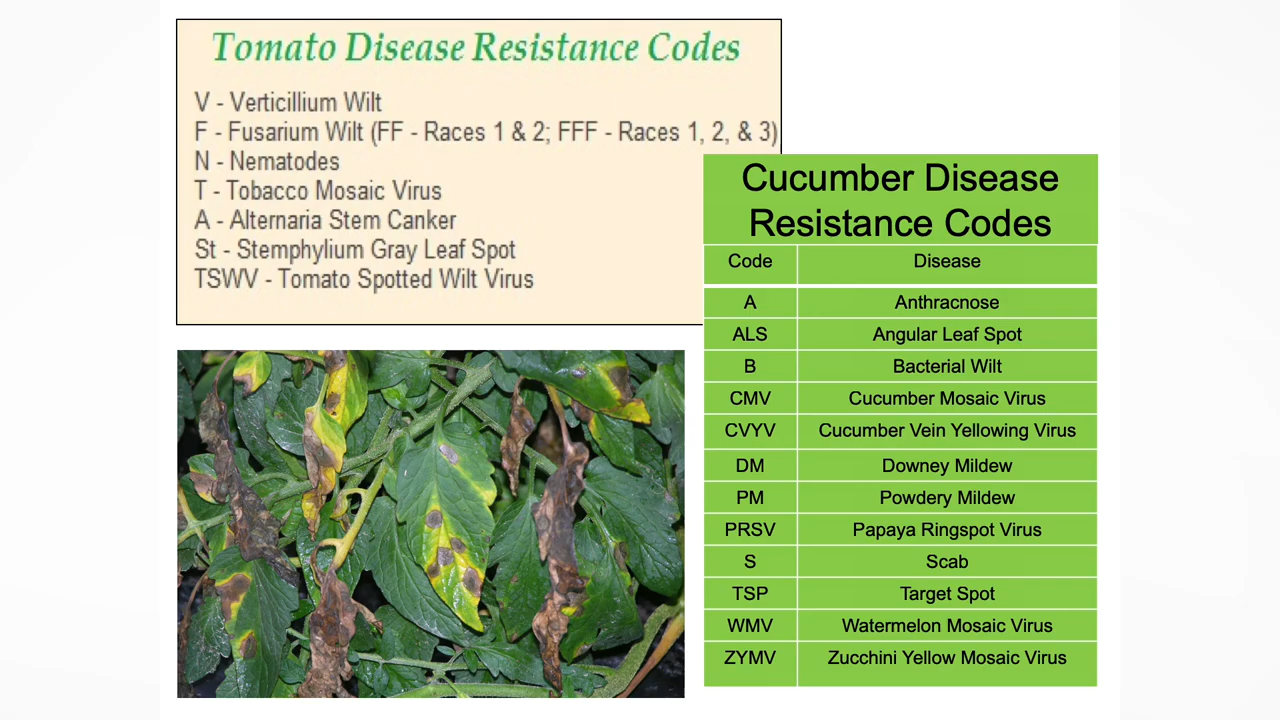 Tomato Disease Resistance Codes
V - Verticillium Wilt
F - Fusarium Wilt (FF - Races 1 & 2; FFF - Races 1, 2, & 3)
N - Nematodes
T - Tobacco Mosaic Virus
A - Alternaria Stem Canker
St - Stemphylium Gray Leaf Spot
TSWV - Tomato Spotted Wilt Virus
Cucumber Disease
Resistance Codes
Code Disease
A Anthracnose
ALS Angular Leaf Spot
B Bacterial Wilt
CMV Cucumber Mosaic Virus
CVYV Cucumber Vein Yellowing Virus
DM Downey Mildew
PM Powdery Mildew
PRSV Papaya Ringspot Virus
S Scab
TSP Target Spot
WMV Watermelon Mosaic Virus
ZYMV Zucchini Yellow Mosaic Virus